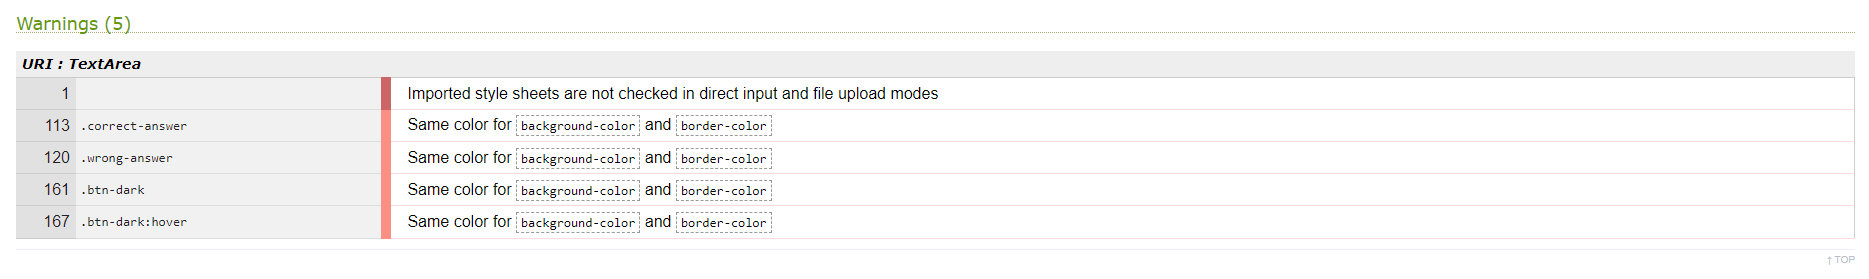 Warnings (5)
URI : TextArea
1 Imported style sheets are not checked in direct input and file upload modes
113 .correct-answer Same color for background-color and border-color
120 .wrong-answer Same color for background-color and border-color
161 .btn-dark Same color for background-color and border-color
167 .btn-dark:hover Same color for background-color and border-color
↑ TOP